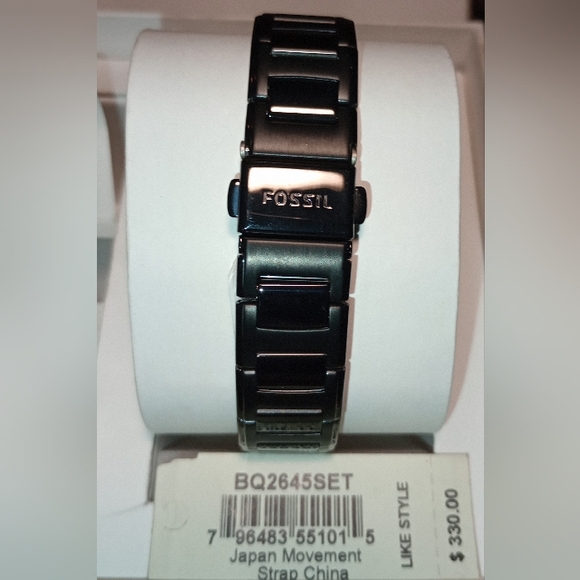 FOSSIL
BQ2645SET
7 96483 55101 5
Japan Movement
Strap China
LIKE STYLE
$ 330.00